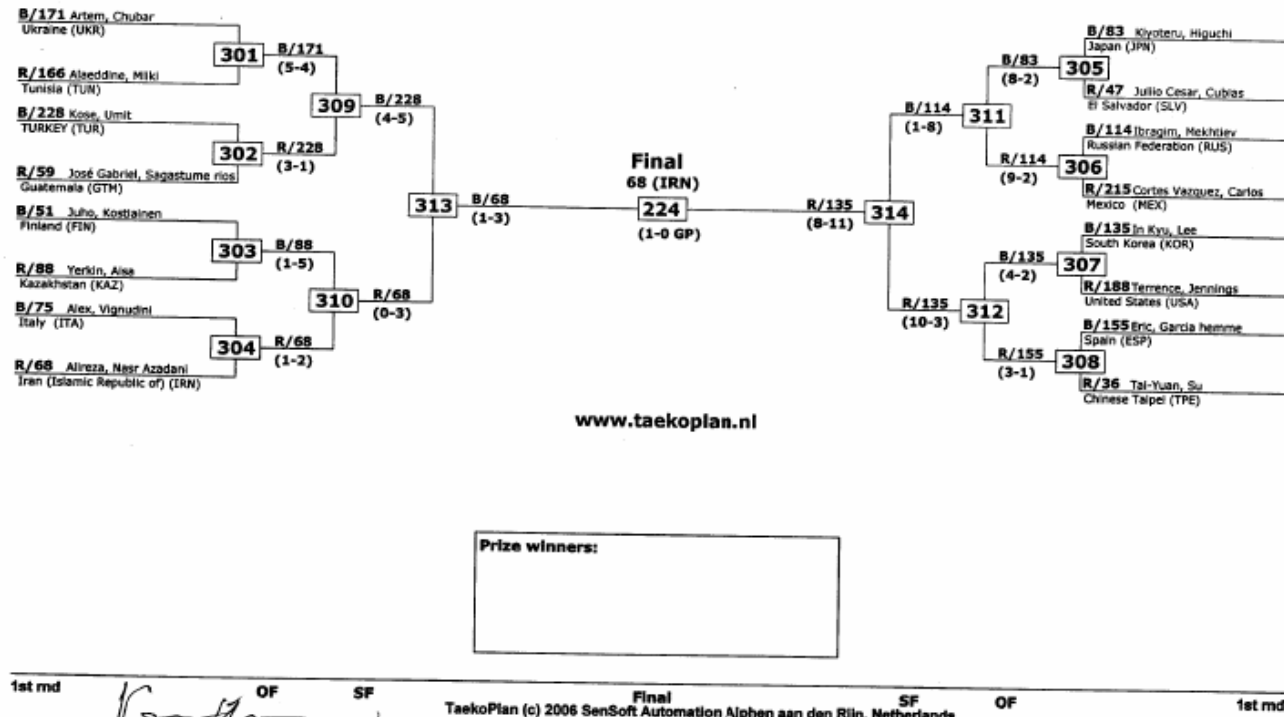 B/171 Artem, Chubar
Ukraine (UKR)
301
B/171
(5-4)
R/166 Alaeddine, Miki
Tunisia (TUN)
309
B/228
(4-5)
B/228 Kose, Umit
TURKEY (TUR)
302
R/228
(3-1)
R/59 José Gabriel, Sagastume rios
Guatemala (GTM)
313
B/68
(1-3)
B/51 Juho, Kostiainen
Finland (FIN)
303
B/88
(1-5)
R/88 Yerkin, Aisa
Kazakhstan (KAZ)
310
R/68
(0-3)
B/75 Alex, Vignudini
Italy (ITA)
304
R/68
(1-2)
R/68 Alireza, Nasr Azadani
Iran (Islamic Republic of) (IRN)
Final
68 (IRN)
224
(1-0 GP)
B/83 Kiyoteru, Higuchi
Japan (JPN)
B/83
(8-2)
305
R/47 Julio Cesar, Cubias
El Salvador (SLV)
B/114
(1-8)
311
B/114 Ibragim, Mekhtiev
Russian Federation (RUS)
R/114
(9-2)
306
R/215 Cortes Vazquez, Carlos
Mexico (MEX)
R/135
(8-11)
314
B/135 In Kyu, Lee
South Korea (KOR)
B/135
(4-2)
307
R/188 Terrence, Jennings
United States (USA)
R/135
(10-3)
312
B/155 Eric, Garcia hemme
Spain (ESP)
R/155
(3-1)
308
R/36 Tai-Yuan, Su
Chinese Taipei (TPE)
www.taekoplan.nl
Prize winners:
1st rnd OF SF Final SF OF 1st rnd
TaekoPlan (c) 2006 SenSoft Automation Alphen aan den Rijn, Netherlands